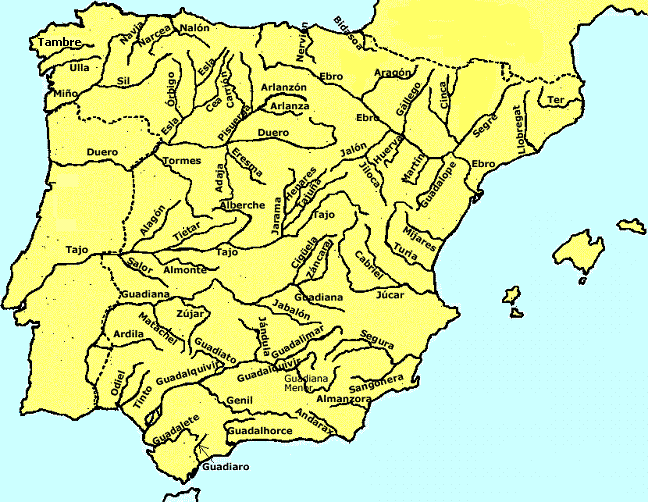 Tambre
Navia
Narcea
Nalón
Nervión
Bidasoa
Ulla
Sil
Miño
Órbigo
Esla
Esla
Cea
Carrión
Pisuerga
Arlanzón
Arlanza
Ebro
Aragón
Gállego
Cinca
Ebro
Segre
Llobregat
Ter
Duero
Duero
Tormes
Adaja
Eresma
Jalón
Huerva
Jiloca
Martín
Guadalope
Ebro
Henares
Tajuña
Jarama
Alberche
Alagón
Tiétar
Tajo
Tajo
Tajo
Salor
Almonte
Cigüela
Záncara
Cabriel
Mijares
Turia
Júcar
Guadiana
Guadiana
Jabalón
Zújar
Matachel
Ardila
Guadiato
Jándula
Guadalimar
Segura
Guadalquivir
Guadalquivir
Guadiana
Menor
Sangonera
Almanzora
Odiel
Tinto
Genil
Andarax
Guadalete
Guadalhorce
Guadiaro